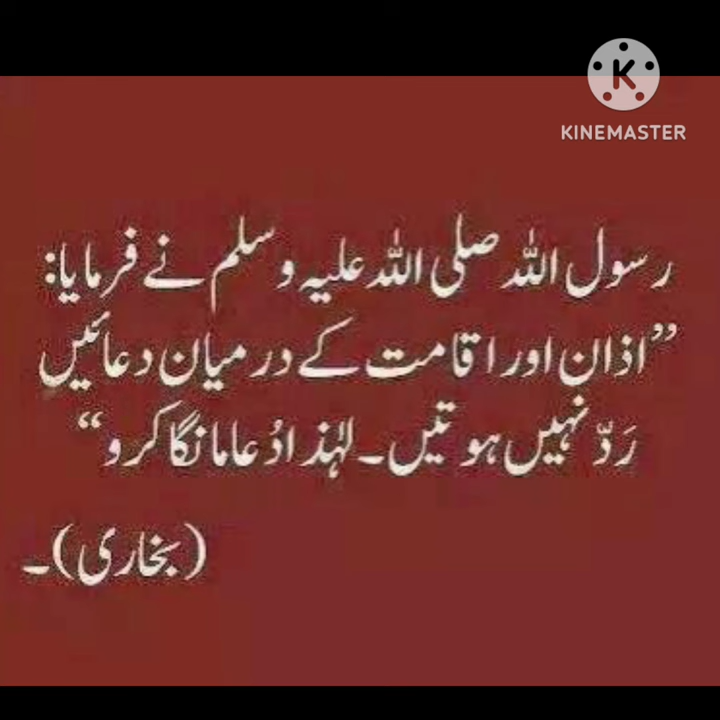 KINEMASTER
رسول اللہ صلی اللہ علیہ وسلم نے فرمایا:
”اذان اور اقامت کے درمیان دعائیں
رَدّ نہیں ہوتیں۔ لہٰذا دُعا مانگا کرو“
(بخاری)۔